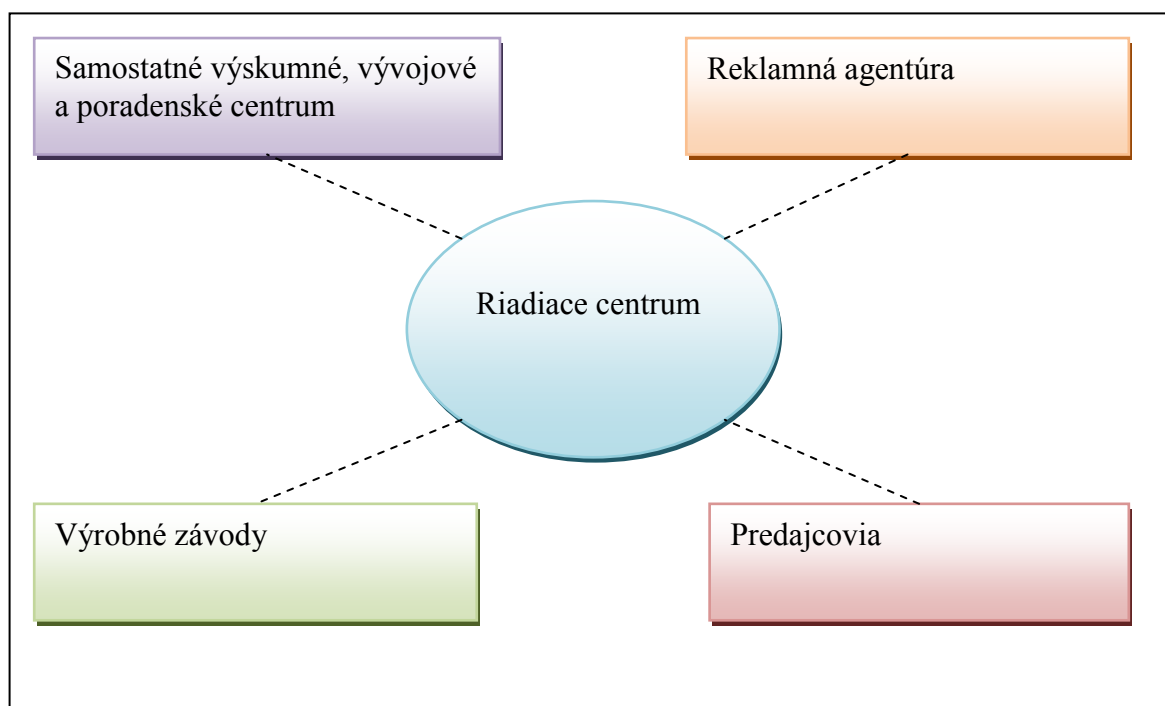 Samostatné výskumné, vývojové
a poradenské centrum
Reklamná agentúra
Riadiace centrum
Výrobné závody
Predajcovia